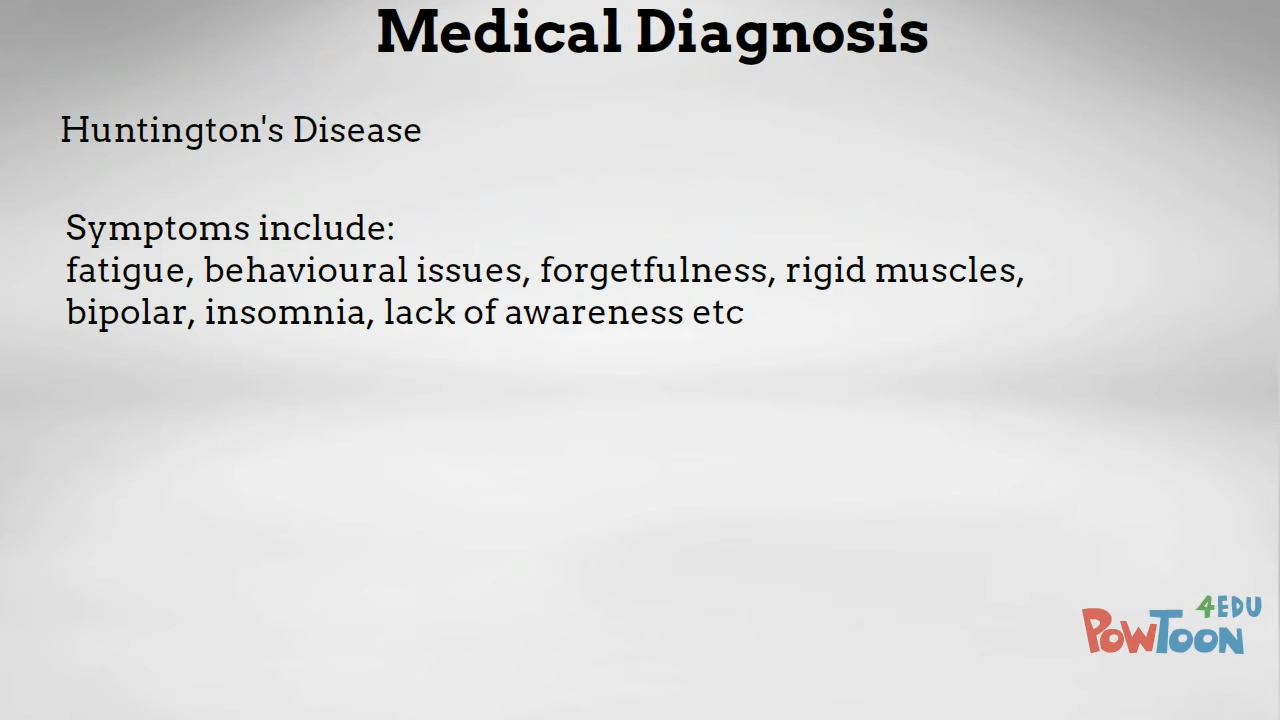 Medical Diagnosis
Huntington's Disease
Symptoms include:
fatigue, behavioural issues, forgetfulness, rigid muscles,
bipolar, insomnia, lack of awareness etc
4EDU
PowToon